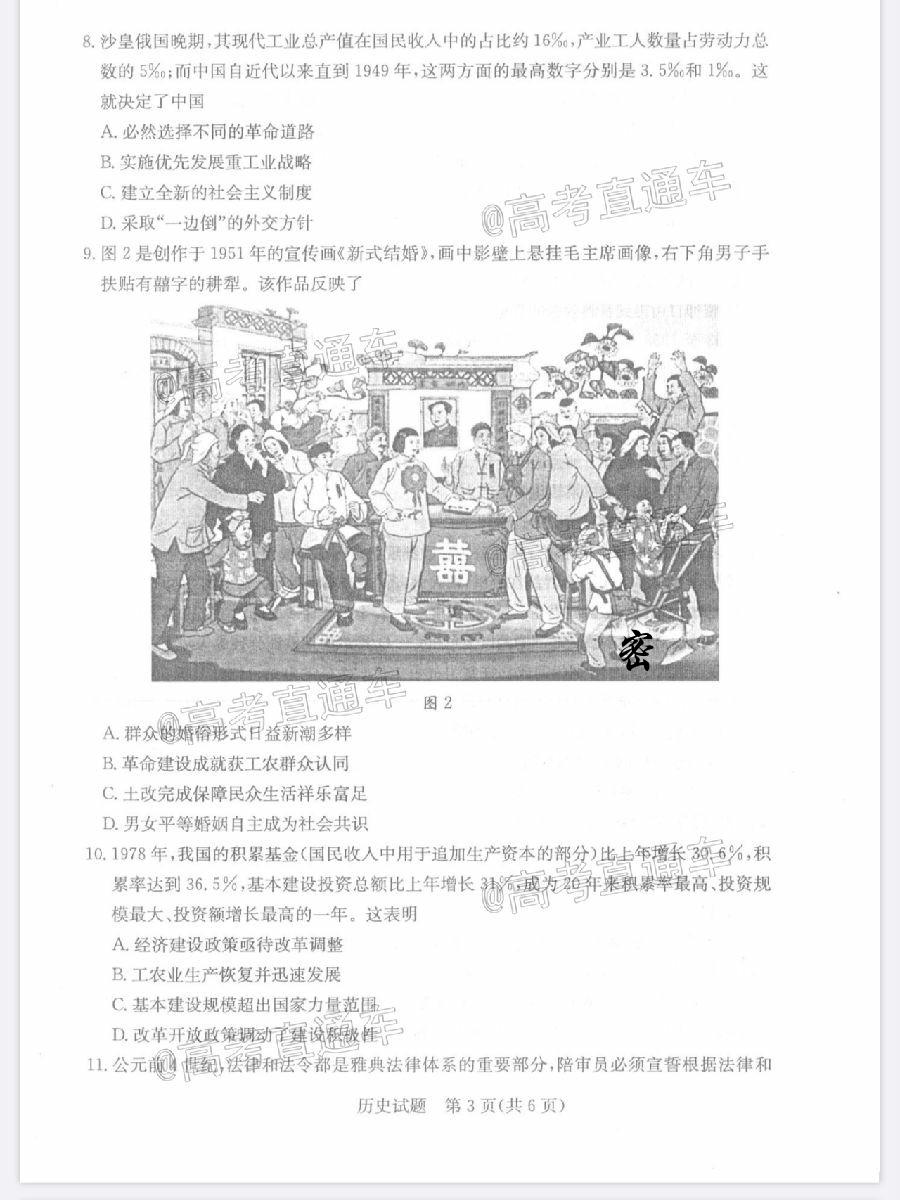 8. 沙皇俄国晚期,其现代工业总产值在国民收入中的占比约16‰,产业工人数量占劳动力总
数的5‰;而中国自近代以来直到1949年,这两方面的最高数字分别是3.5‰和1‰。这
就决定了中国
A. 必然选择不同的革命道路
B. 实施优先发展重工业战略
C. 建立全新的社会主义制度
D. 采取“一边倒”的外交方针
@高考直通车
9. 图2是创作于1951年的宣传画《新式结婚》,画中影壁上悬挂毛主席画像,右下角男子手
扶贴有囍字的耕犁。该作品反映了
@高考直通车
囍
@高考直通车
密
图2
@高考直通车
A. 群众的婚俗形式日益新潮多样
B. 革命建设成就获工农群众认同
C. 土改完成保障民众生活祥乐富足
D. 男女平等婚姻自主成为社会共识
10. 1978年,我国的积累基金(国民收入中用于追加生产资本的部分)比上年增长30.6%,积
累率达到36.5%,基本建设投资总额比上年增长31%,成为20年来积累率最高、投资规
模最大、投资额增长最高的一年。这表明
@高考直通车
A. 经济建设政策亟待改革调整
B. 工农业生产恢复并迅速发展
C. 基本建设规模超出国家力量范围
D. 改革开放政策调动了建设积极性
@高考直通车
11. 公元前4世纪,法律和法令都是雅典法律体系的重要部分,陪审员必须宣誓根据法律和
历史试题 第3页(共6页)